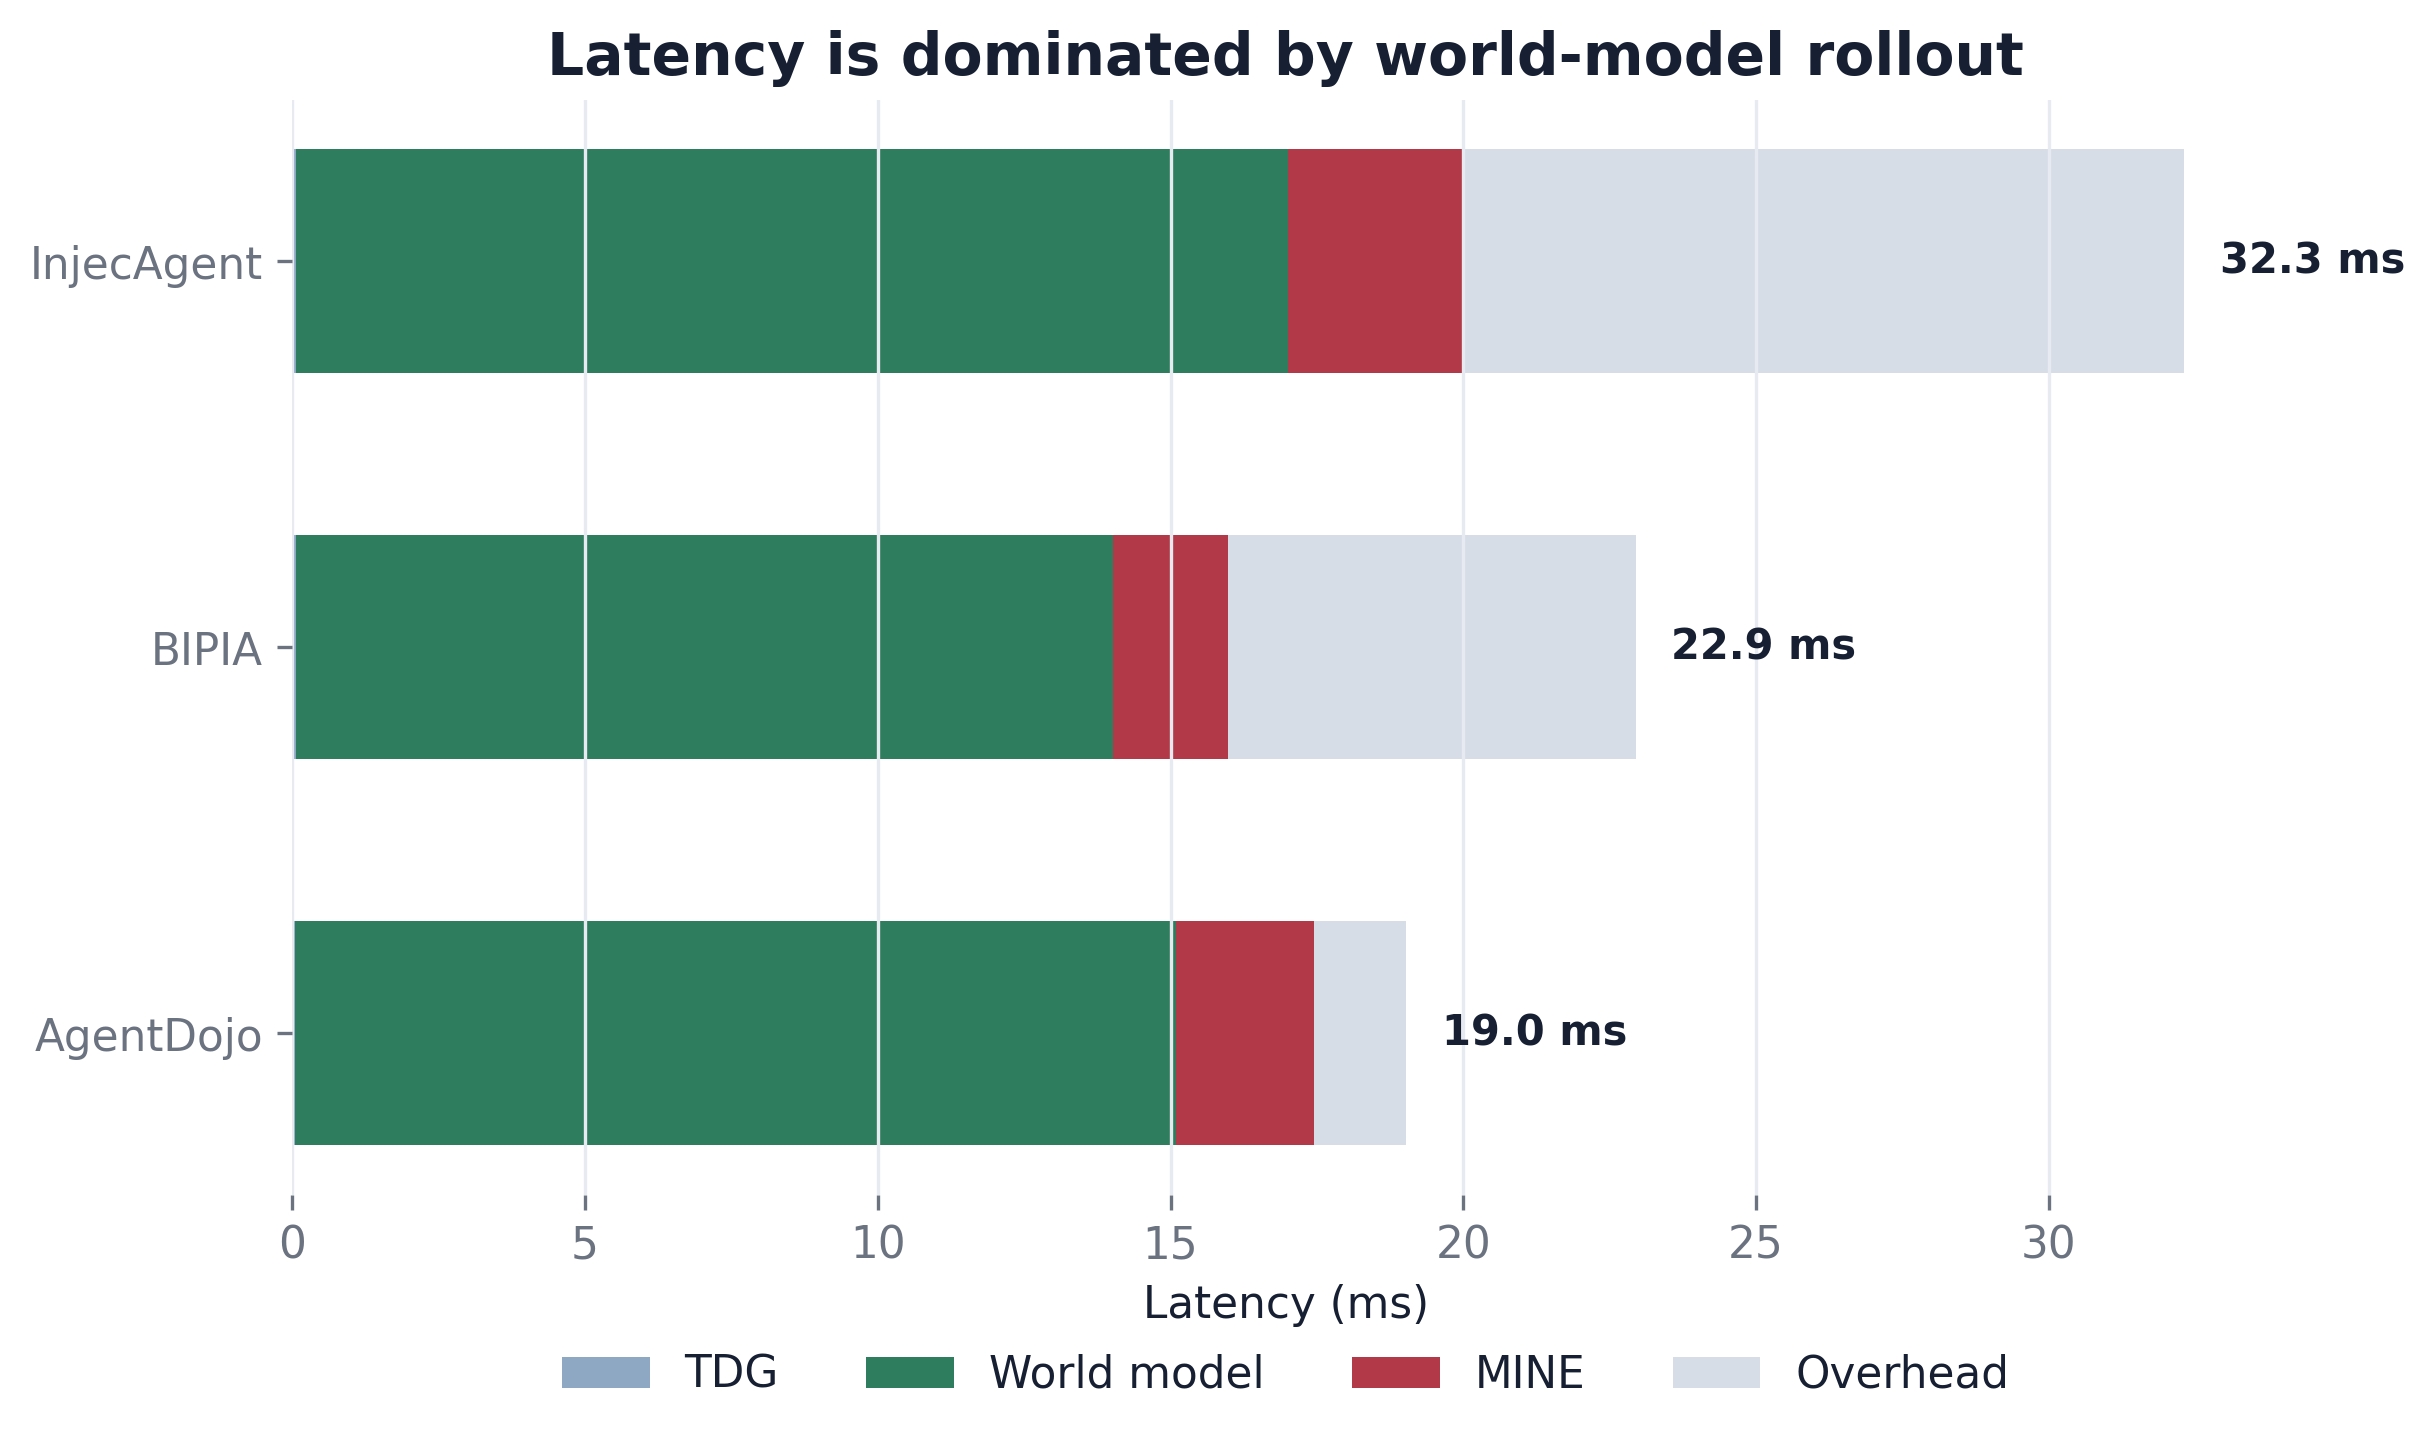 Latency is dominated by world-model rollout
InjecAgent
32.3 ms
BIPIA
22.9 ms
AgentDojo
19.0 ms
0 5 10 15 20 25 30
Latency (ms)
TDG World model MINE Overhead